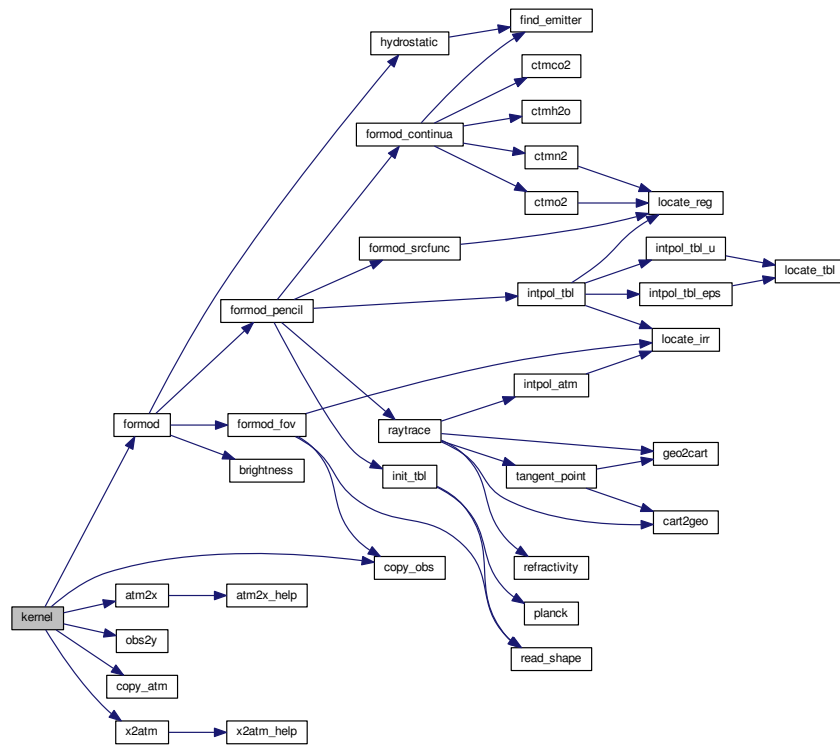 find_emitter
hydrostatic
ctmco2
ctmh2o
formod_continua
ctmn2
ctmo2
locate_reg
formod_srcfunc
intpol_tbl_u
locate_tbl
intpol_tbl
intpol_tbl_eps
formod_pencil
locate_irr
intpol_atm
formod
formod_fov
raytrace
geo2cart
brightness
init_tbl
tangent_point
cart2geo
copy_obs
refractivity
atm2x
atm2x_help
kernel
planck
obs2y
read_shape
copy_atm
x2atm
x2atm_help